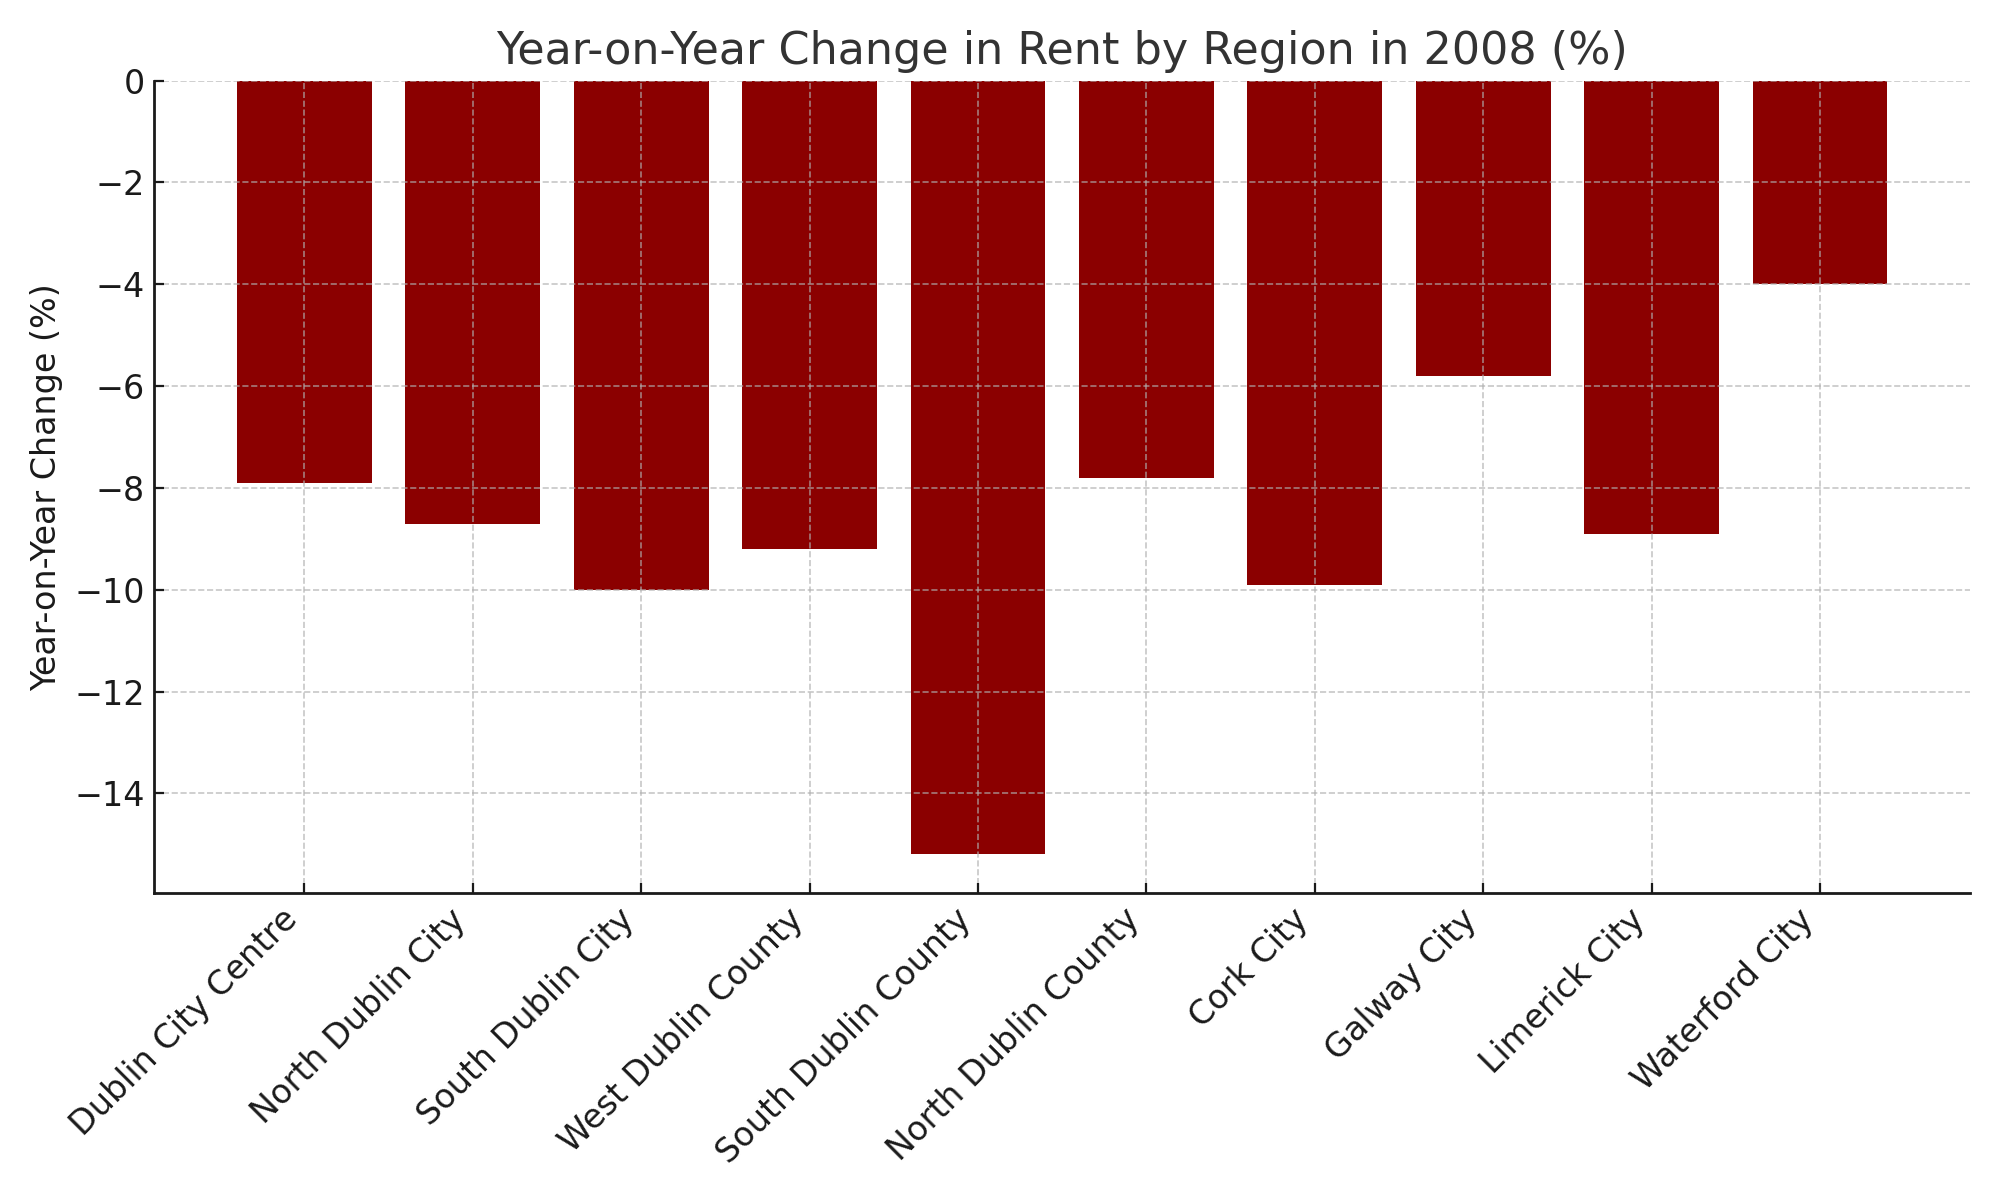 Year-on-Year Change in Rent by Region in 2008 (%)
Year-on-Year Change (%)
0
−2
−4
−6
−8
−10
−12
−14
Dublin City Centre
North Dublin City
South Dublin City
West Dublin County
South Dublin County
North Dublin County
Cork City
Galway City
Limerick City
Waterford City